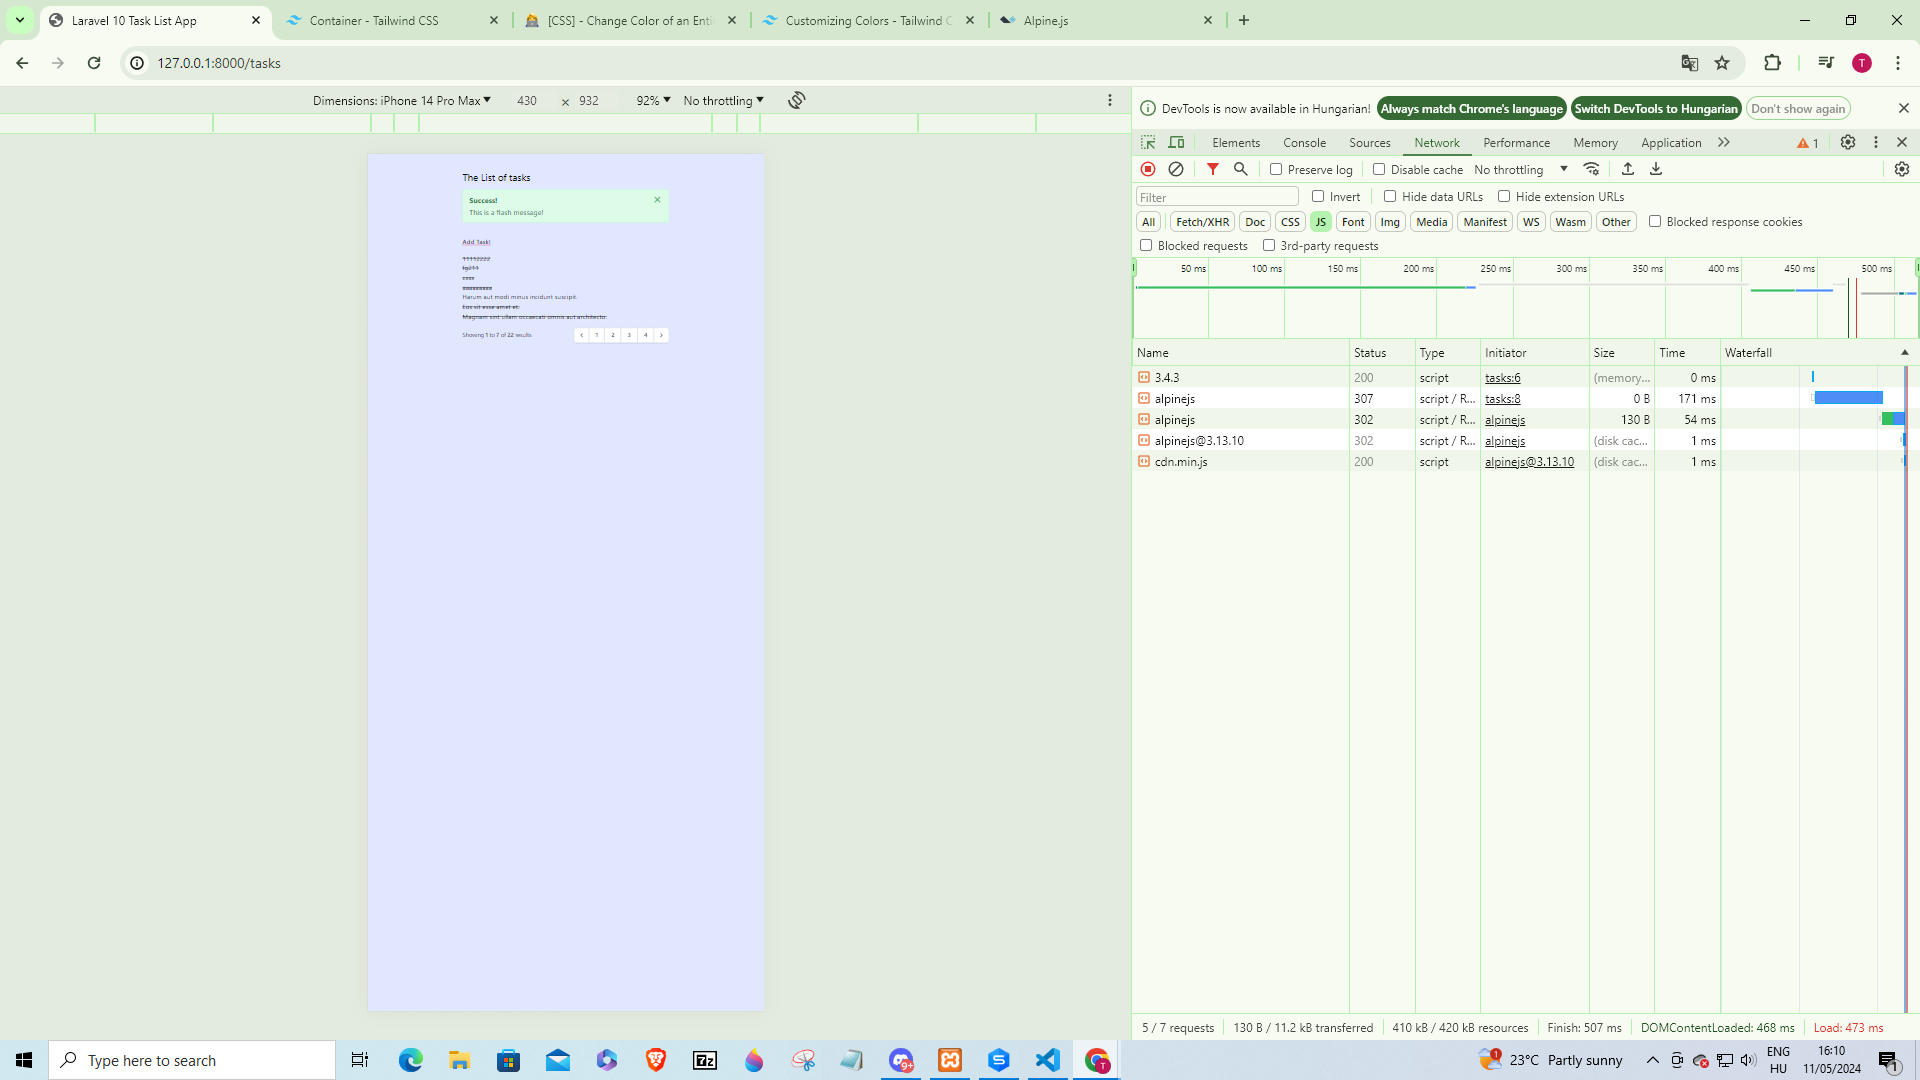 Laravel 10 Task List App
Container - Tailwind CSS
[CSS] - Change Color of an Enti
Customizing Colors - Tailwind C
Alpine.js
127.0.0.1:8000/tasks
T
Dimensions: iPhone 14 Pro Max
430 × 932
92%
No throttling
The List of tasks
Success!
This is a flash message!
Add Task!
11112222
fg211
Harum aut modi minus incidunt suscipit.
Eos sit esse amet et.
Magnam sint ullam occaecati omnis aut architecto.
Showing 1 to 7 of 22 results
‹ 1 2 3 4 ›
DevTools is now available in Hungarian!
Always match Chrome's language
Switch DevTools to Hungarian
Don't show again
Elements Console Sources Network Performance Memory Application
1
Preserve log
Disable cache
No throttling
Filter
Invert
Hide data URLs
Hide extension URLs
All Fetch/XHR Doc CSS JS Font Img Media Manifest WS Wasm Other
Blocked response cookies
Blocked requests
3rd-party requests
50 ms 100 ms 150 ms 200 ms 250 ms 300 ms 350 ms 400 ms 450 ms 500 ms
Name Status Type Initiator Size Time Waterfall
3.4.3 200 script tasks:6 (memory... 0 ms
alpinejs 307 script / R... tasks:8 0 B 171 ms
alpinejs 302 script / R... alpinejs 130 B 54 ms
alpinejs@3.13.10 302 script / R... alpinejs (disk cac... 1 ms
cdn.min.js 200 script alpinejs@3.13.10 (disk cac... 1 ms
5 / 7 requests
130 B / 11.2 kB transferred
410 kB / 420 kB resources
Finish: 507 ms
DOMContentLoaded: 468 ms
Load: 473 ms
Type here to search
7z
9+
T
1
23°C Partly sunny
ENG
HU
16:10
11/05/2024
1